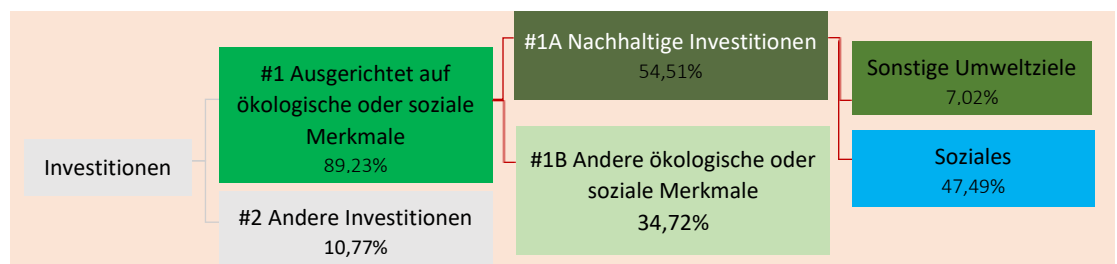 Investitionen
#1 Ausgerichtet auf
ökologische oder soziale
Merkmale
89,23%
#2 Andere Investitionen
10,77%
#1A Nachhaltige Investitionen
54,51%
#1B Andere ökologische oder
soziale Merkmale
34,72%
Sonstige Umweltziele
7,02%
Soziales
47,49%